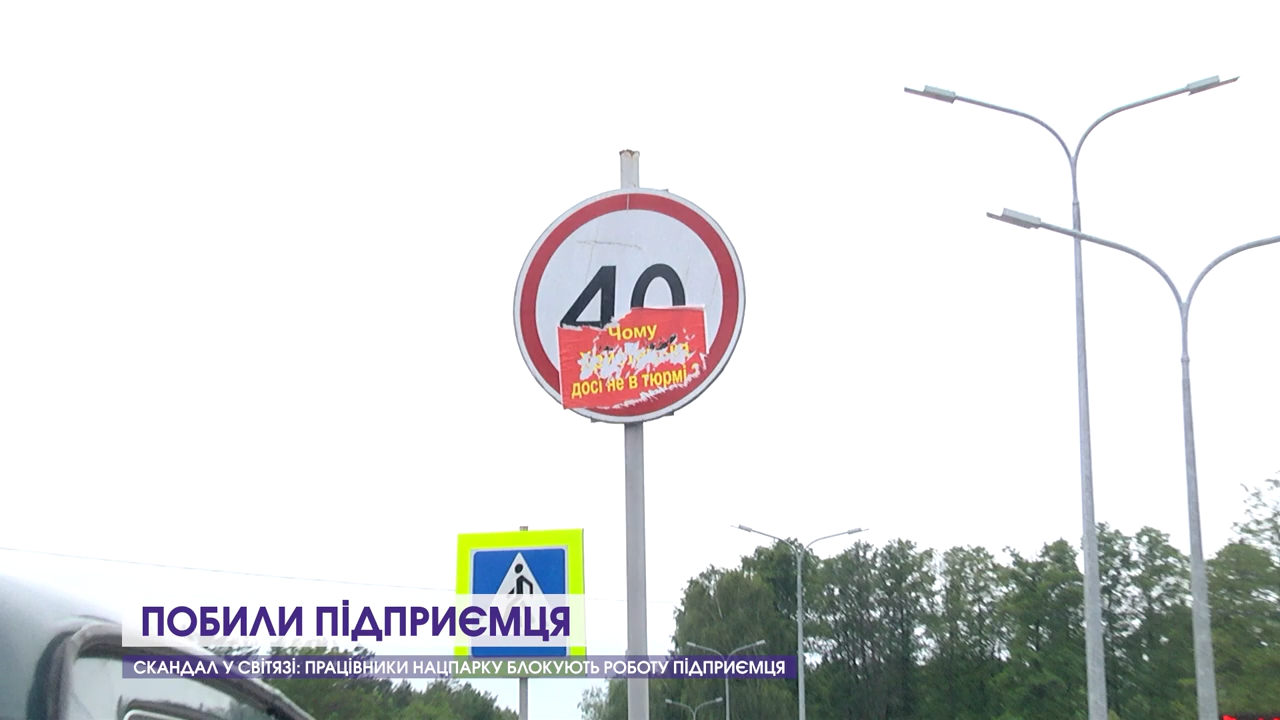 40
Чому
досі не в тюрмі ?
ПОБИЛИ ПІДПРИЄМЦЯ
СКАНДАЛ У СВІТЯЗІ: ПРАЦІВНИКИ НАЦПАРКУ БЛОКУЮТЬ РОБОТУ ПІДПРИЄМЦЯ